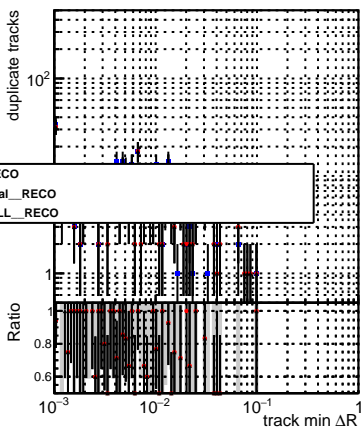 duplicate tracks
10²
ECO
al__RECO
LL__RECO
1
Ratio
1
0.8
0.6
10⁻³ 10⁻² 10⁻¹ 1
track min ΔR